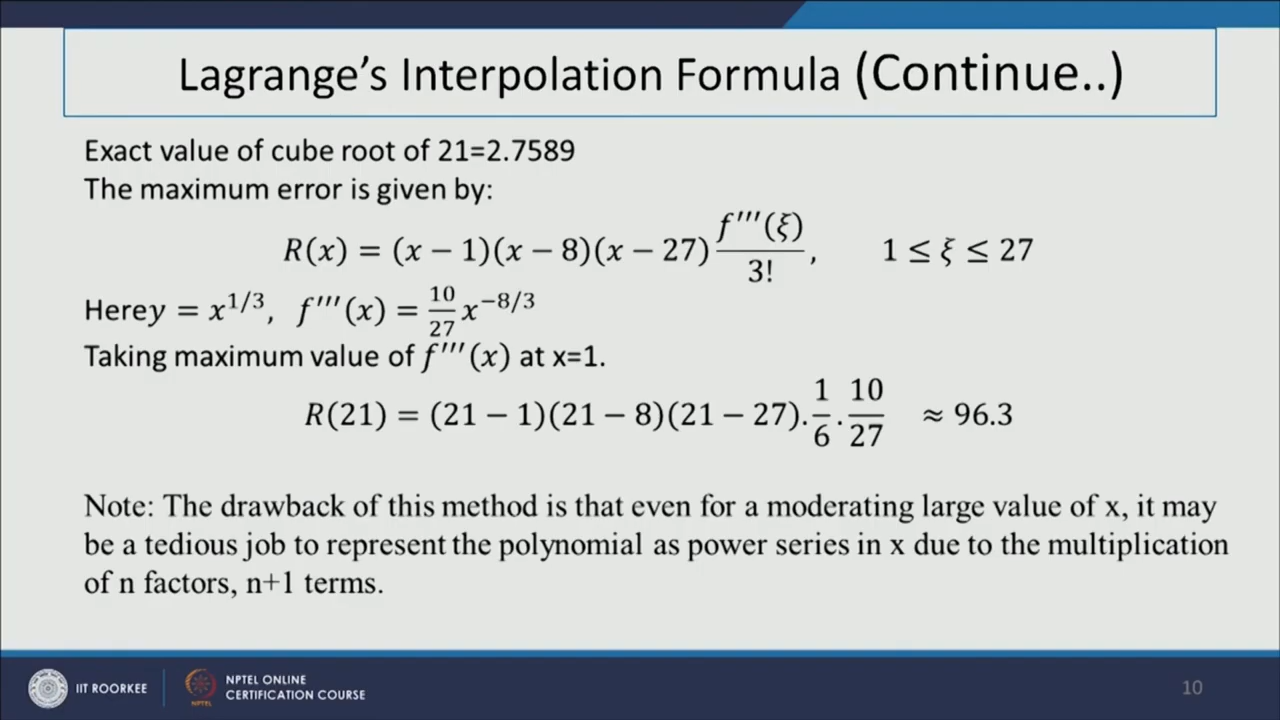 Lagrange's Interpolation Formula (Continue..)
Exact value of cube root of 21=2.7589
The maximum error is given by:
R(x) = (x − 1)(x − 8)(x − 27) f′′′(ξ)/3!, 1 ≤ ξ ≤ 27
Herey = x^{1/3}, f′′′(x) = 10/27 x^{−8/3}
Taking maximum value of f′′′(x) at x=1.
R(21) = (21 − 1)(21 − 8)(21 − 27). 1/6 . 10/27 ≈ 96.3
Note: The drawback of this method is that even for a moderating large value of x, it may
be a tedious job to represent the polynomial as power series in x due to the multiplication
of n factors, n+1 terms.
IIT ROORKEE
NPTEL ONLINE
CERTIFICATION COURSE
NPTEL
10